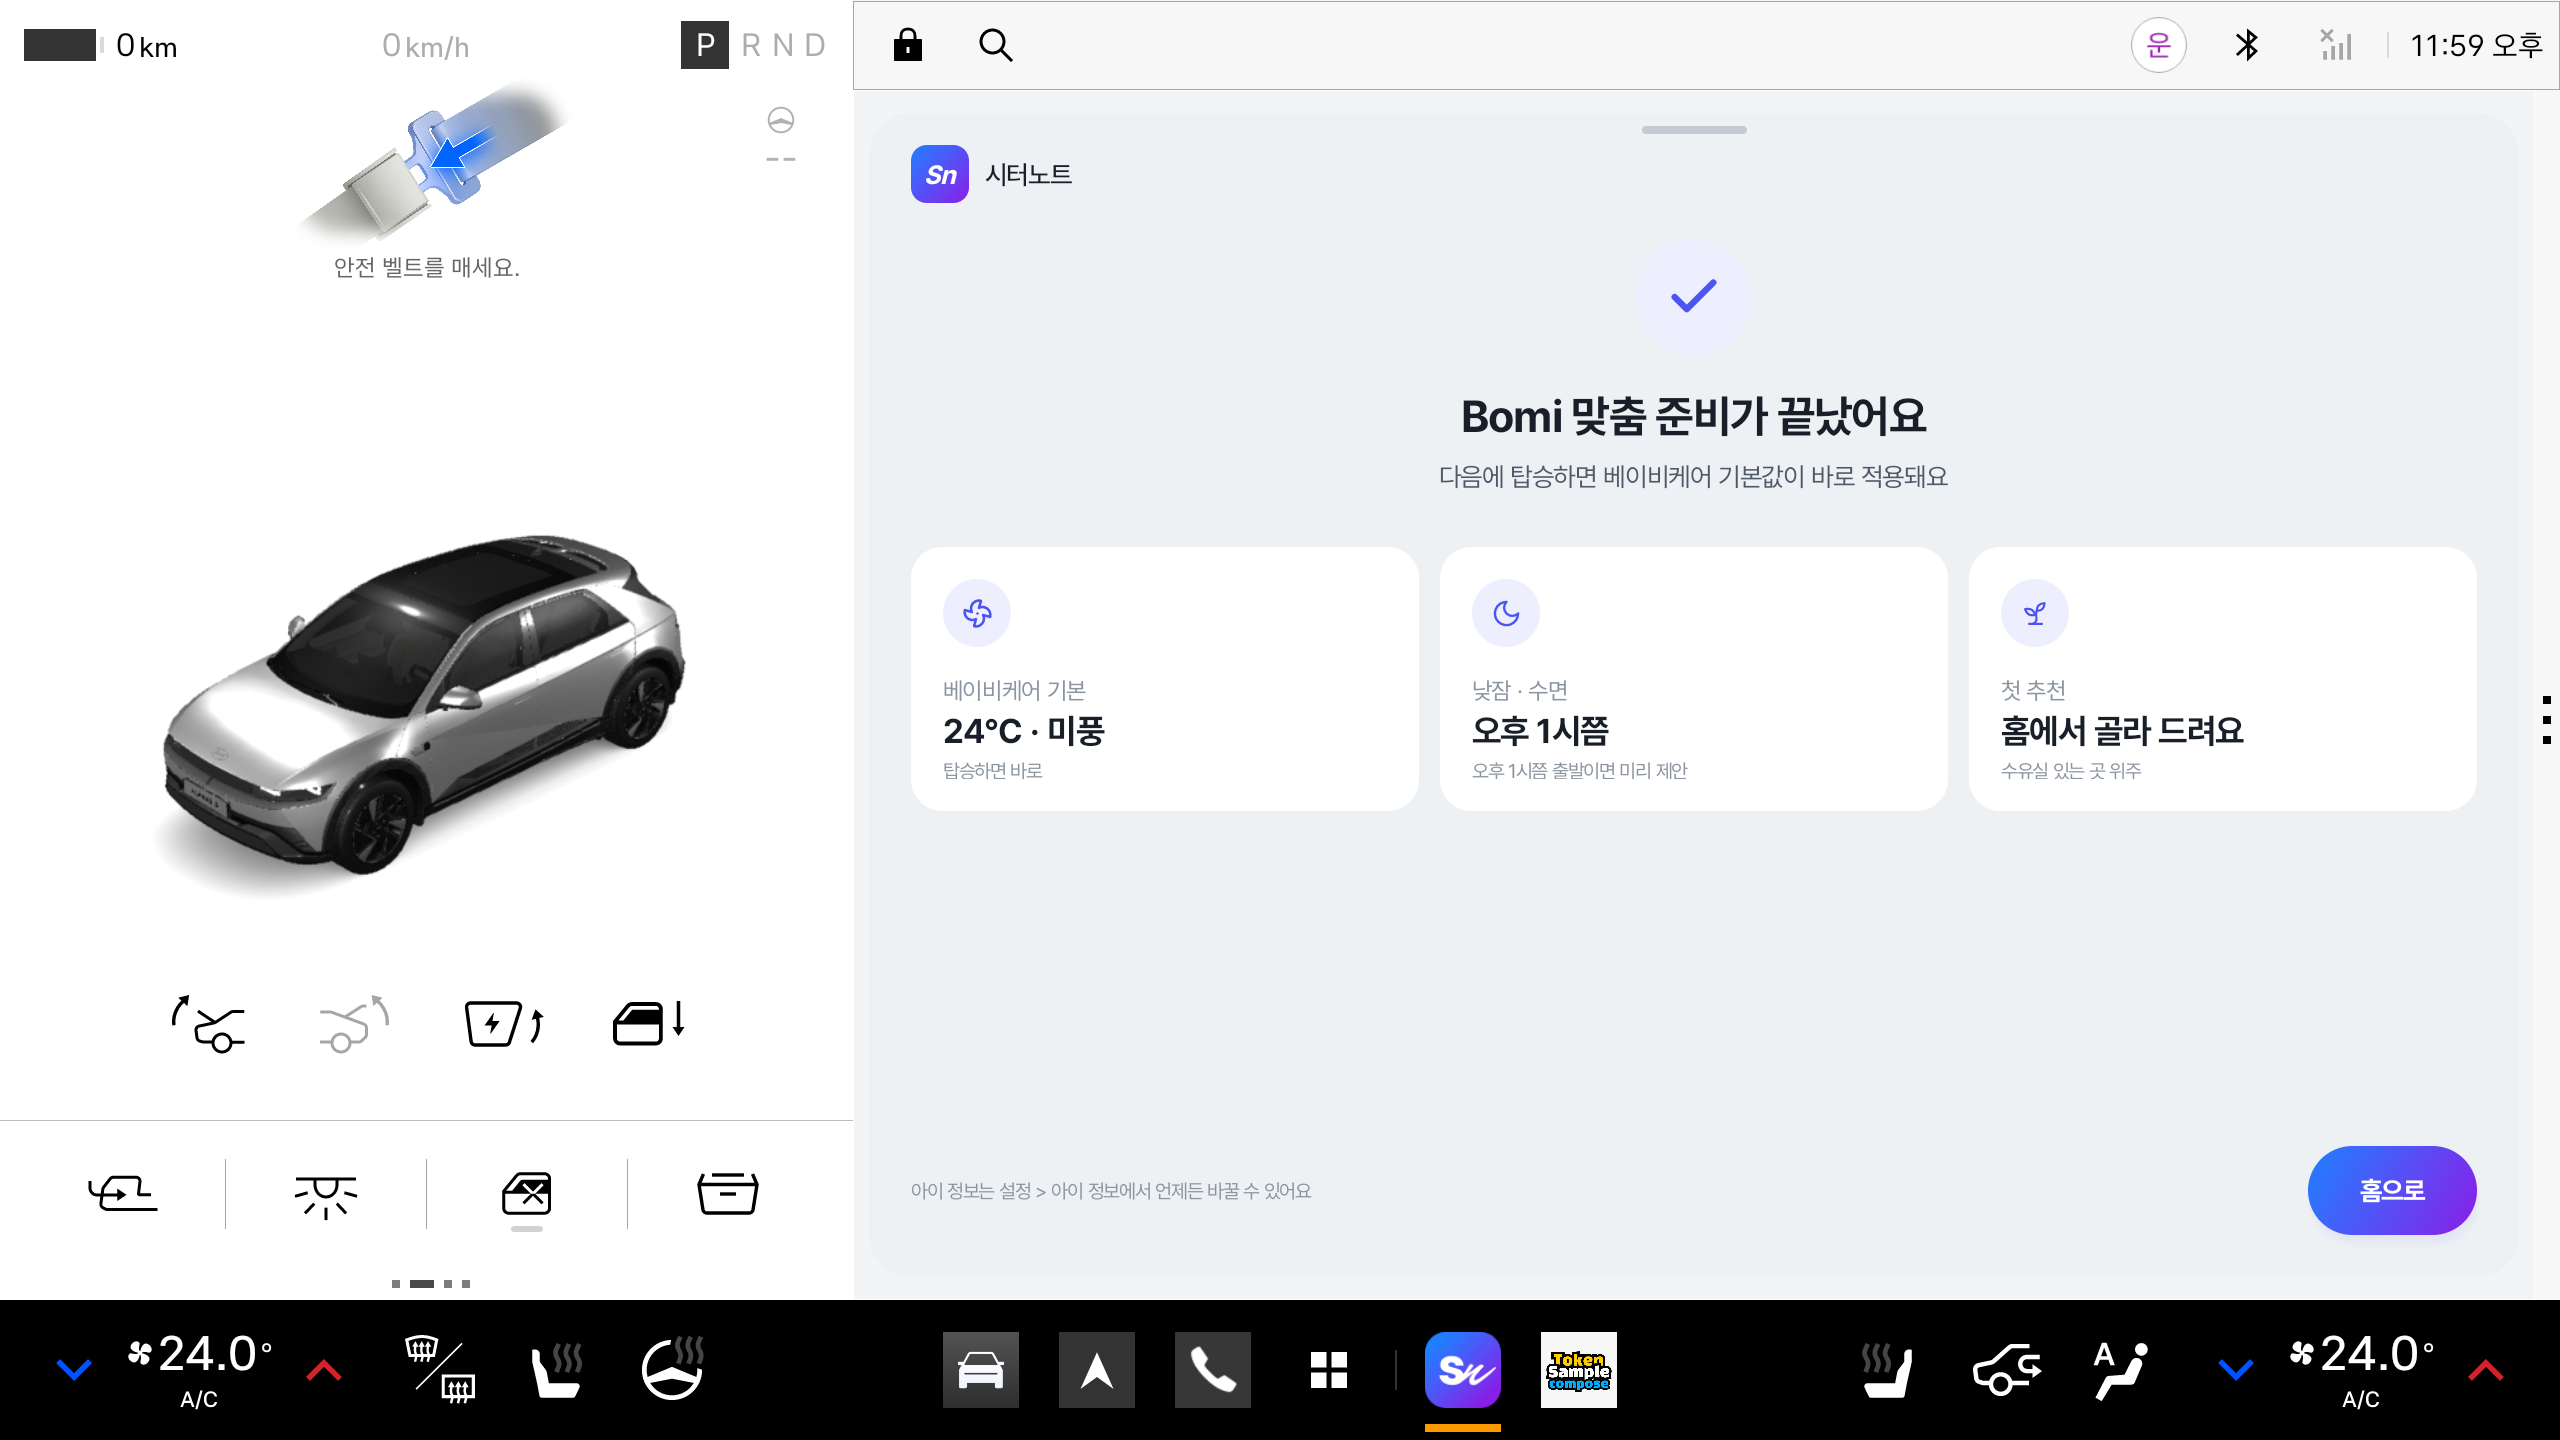 0 km
0 km/h
P R N D
운
11:59 오후
안전 벨트를 매세요.
Sn 시터노트
Bomi 맞춤 준비가 끝났어요
다음에 탑승하면 베이비케어 기본값이 바로 적용돼요
베이비케어 기본
24°C · 미풍
탑승하면 바로
낮잠 · 수면
오후 1시쯤
오후 1시쯤 출발이면 미리 제안
첫 추천
홈에서 골라 드려요
수유실 있는 곳 위주
아이 정보는 설정 > 아이 정보에서 언제든 바꿀 수 있어요
홈으로
24.0°
A/C
Sn
Token
Sample
compose
A
24.0°
A/C